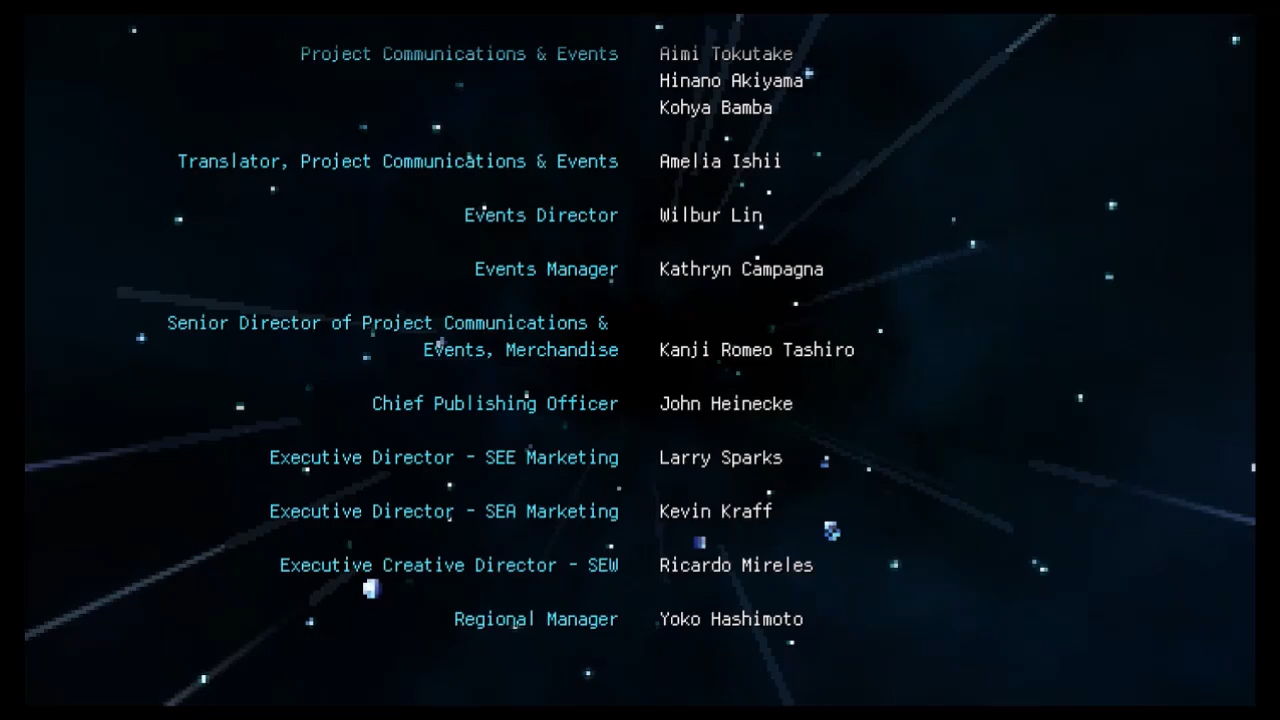 Project Communications & Events Aimi Tokutake
Hinano Akiyama
Kohya Bamba
Translator, Project Communications & Events Amelia Ishii
Events Director Wilbur Lin
Events Manager Kathryn Campagna
Senior Director of Project Communications &
Events, Merchandise Kanji Romeo Tashiro
Chief Publishing Officer John Heinecke
Executive Director - SEE Marketing Larry Sparks
Executive Director - SEA Marketing Kevin Kraff
Executive Creative Director - SEW Ricardo Mireles
Regional Manager Yoko Hashimoto